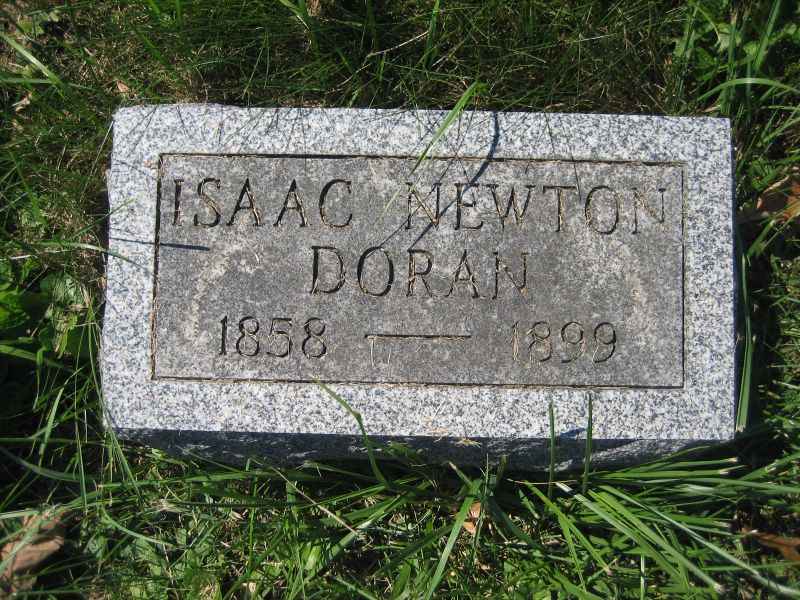 ISAAC NEWTON
DORAN
1858 — 1899